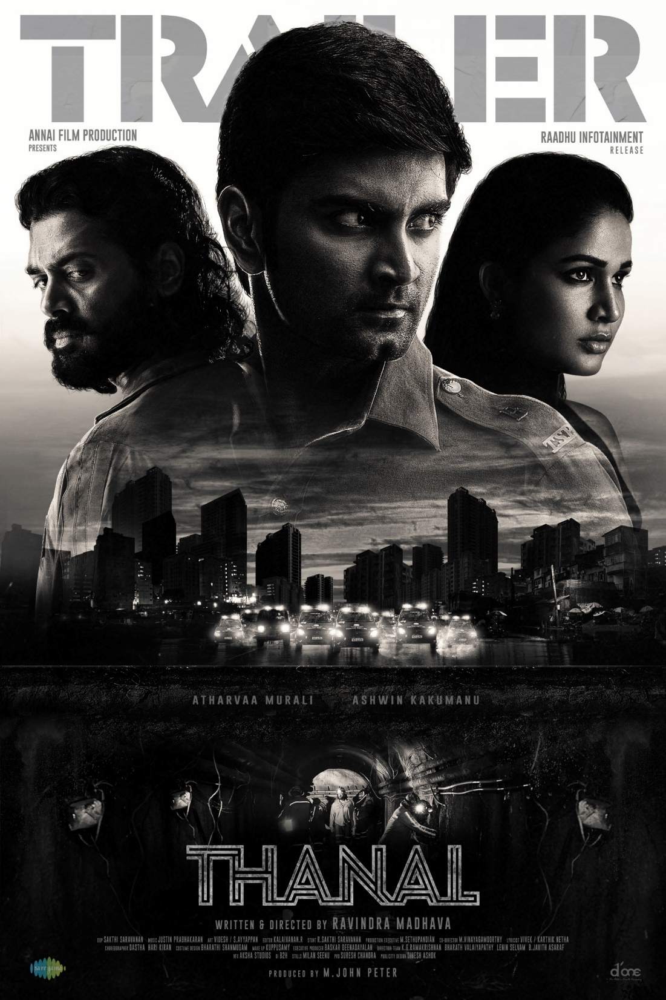 TRAILER
ANNAI FILM PRODUCTION
PRESENTS
RAADHU INFOTAINMENT
RELEASE
ATHARVAA MURALI ASHWIN KAKUMANU
THANAL
WRITTEN & DIRECTED BY RAVINDRA MADHAVA
DOP SAKTHI SARAVANAN MUSIC JUSTIN PRABHAKARAN ART VIDESH / S.AYYAPPAN EDITOR KALAIVANAN.R STUNT R.SAKTHI SARAVANAN PRODUCTION EXECUTIVE M.SETHUPANDIAN CO-DIRECTOR M.VINAYAGAMOORTHY LYRICIST VIVEK / KARTHIK NETHA
CHOREOGRAPHER DASTHA HARI KIRAN COSTUME DESIGN BHARATHI SHANMUGAM MAKE UP KUPPUSAMY EXECUTIVE PRODUCER BASKAR DEENADAYALAN DIRECTION TEAM K.G.RAMAKRISHNAN BHARATH VALAIYAPATHY LENIN SELVAM B.JAVITH ASARAF
VFX AKSHA STUDIOS DI B2H STILLS MILAN SEENU PRO SURESH CHANDRA PUBLICITY DESIGN DINESH ASHOK
PRODUCED BY M.JOHN PETER
saregama
d'one